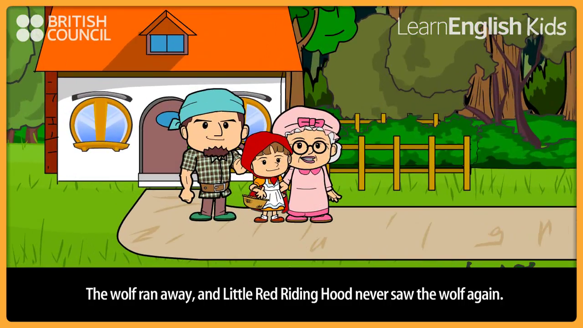 BRITISH
COUNCIL
LearnEnglish Kids
The wolf ran away, and Little Red Riding Hood never saw the wolf again.